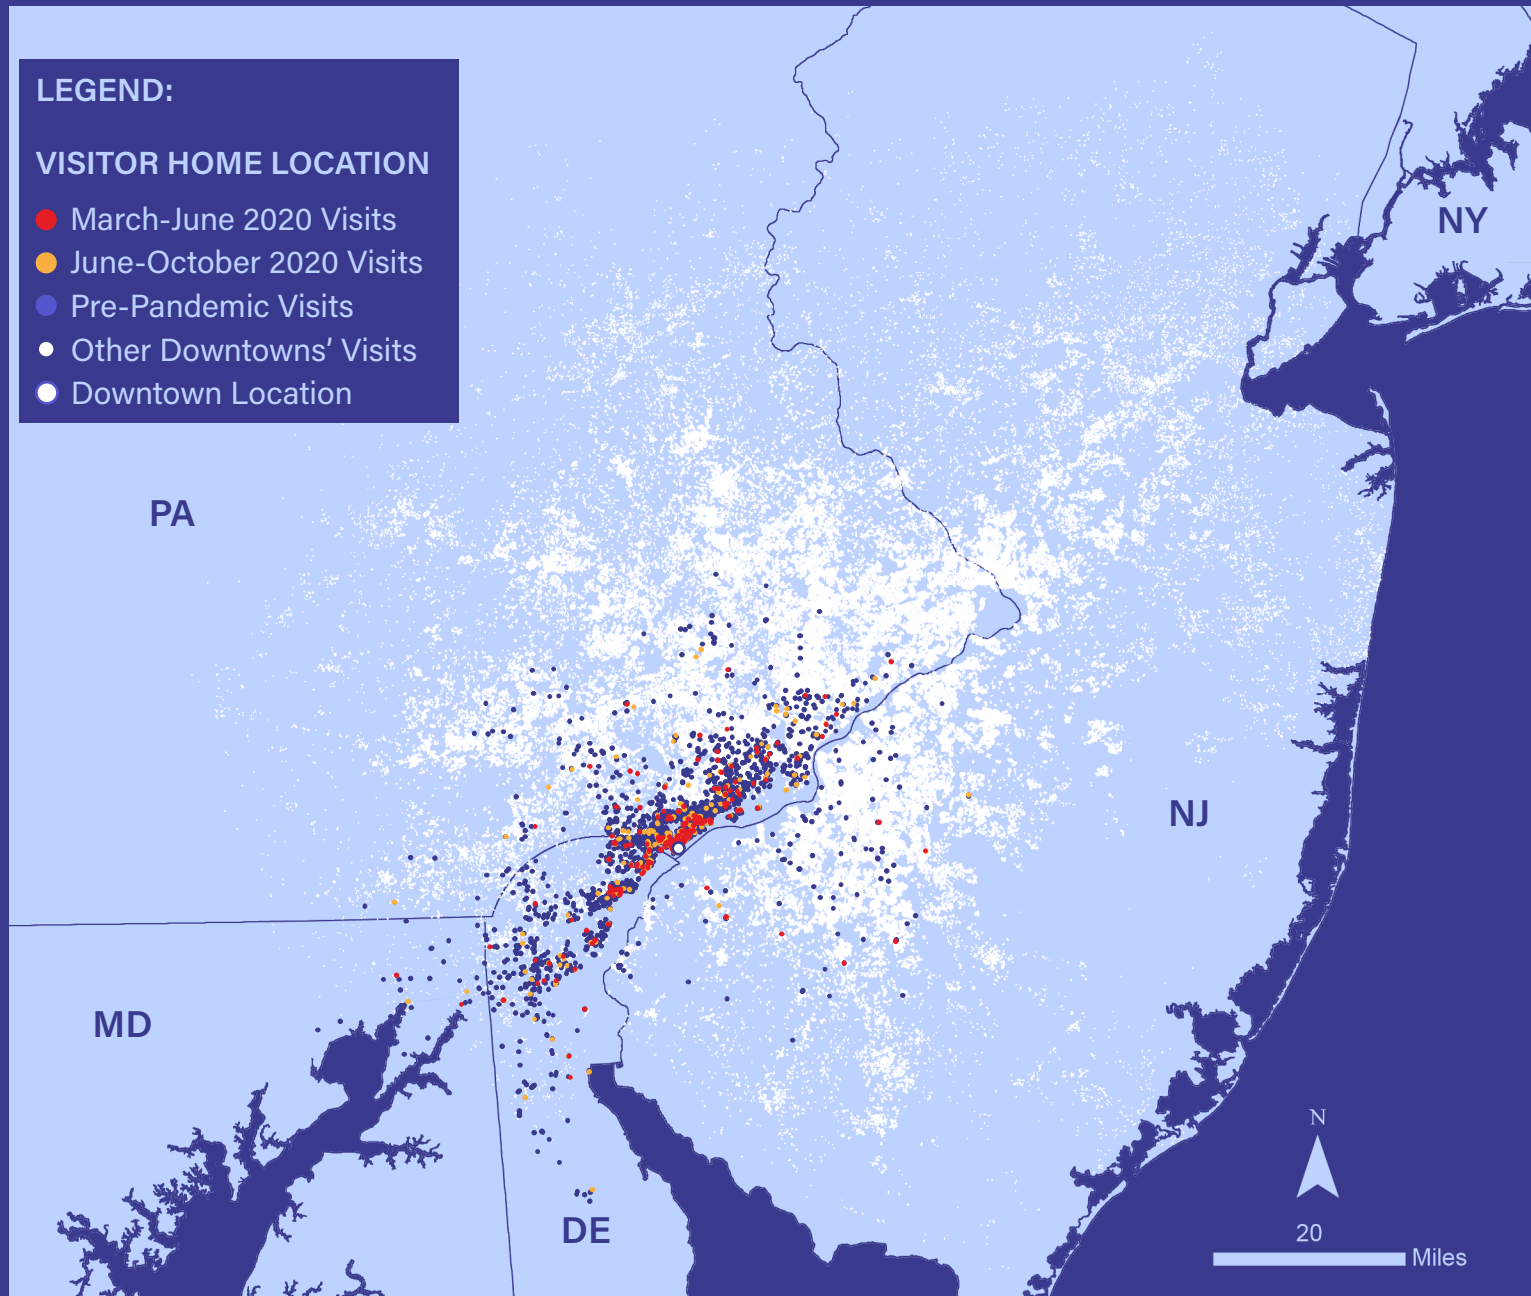 LEGEND:
VISITOR HOME LOCATION
March-June 2020 Visits
June-October 2020 Visits
Pre-Pandemic Visits
Other Downtowns’ Visits
Downtown Location
NY
PA
NJ
MD
DE
N
20
Miles